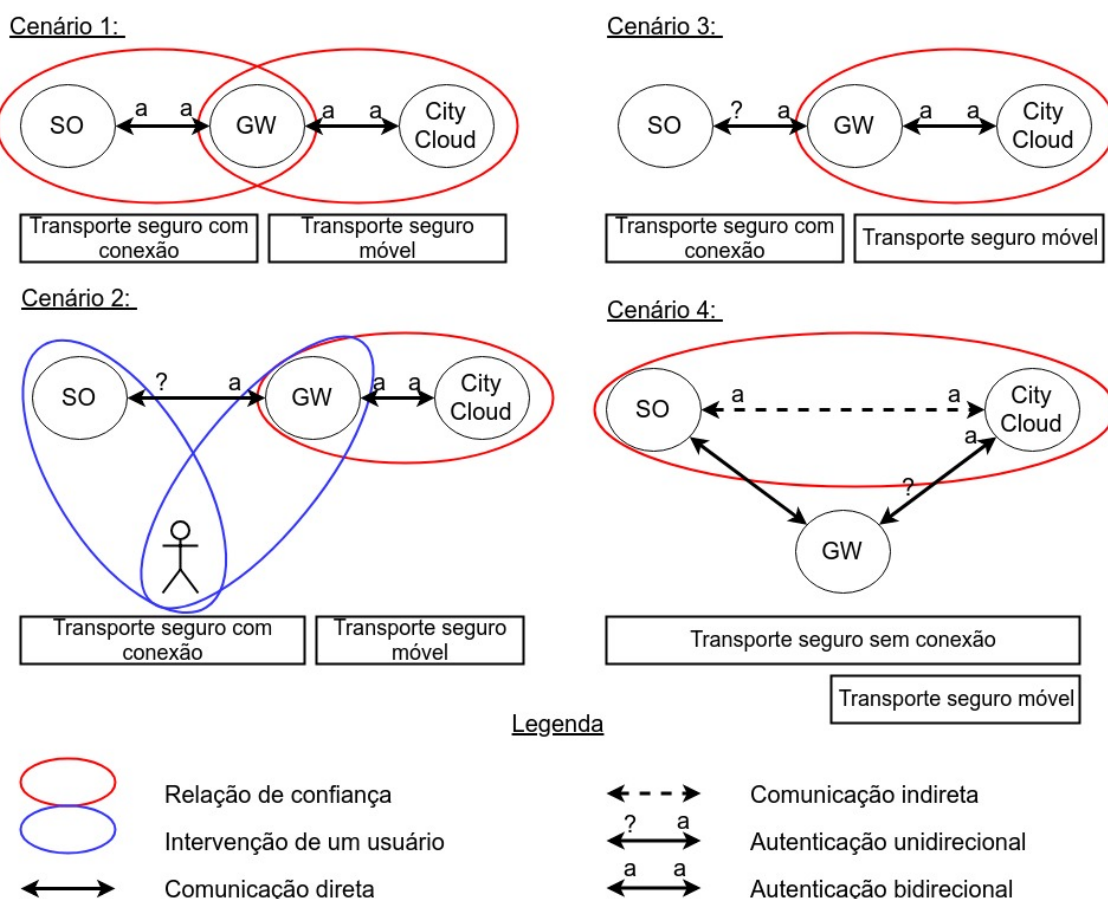 Cenário 1:
a a a a
SO GW City
Cloud
Transporte seguro com
conexão
Transporte seguro
móvel
Cenário 3:
? a a a
SO GW City
Cloud
Transporte seguro com
conexão
Transporte seguro móvel
Cenário 2:
? a a a
SO GW City
Cloud
Transporte seguro com
conexão
Transporte seguro
móvel
Cenário 4:
a a
SO City
Cloud
a
?
GW
Transporte seguro sem conexão
Transporte seguro móvel
Legenda
Relação de confiança
Intervenção de um usuário
Comunicação direta
Comunicação indireta
? a
Autenticação unidirecional
a a
Autenticação bidirecional